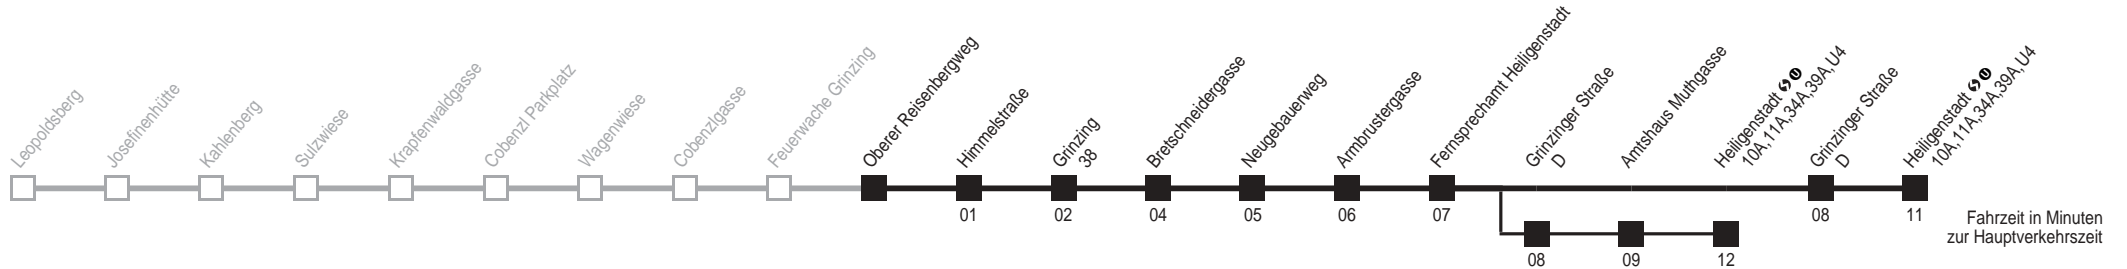 Leopoldsberg
Josefinenhütte
Kahlenberg
Sulzwiese
Krapfenwaldgasse
Cobenzl Parkplatz
Wagenwiese
Cobenzlgasse
Feuerwache Grinzing
Oberer Reisenbergweg
Himmelstraße
Grinzing
38
Bretschneidergasse
Neugebauerweg
Armbrustergasse
Fernsprechamt Heiligenstadt
Grinzinger Straße
D
Amtshaus Muthgasse
Heiligenstadt S U
10A,11A,34A,39A,U4
Grinzinger Straße
D
Heiligenstadt S U
10A,11A,34A,39A,U4
01
02
04
05
06
07
08
11
08
09
12
Fahrzeit in Minuten
zur Hauptverkehrszeit